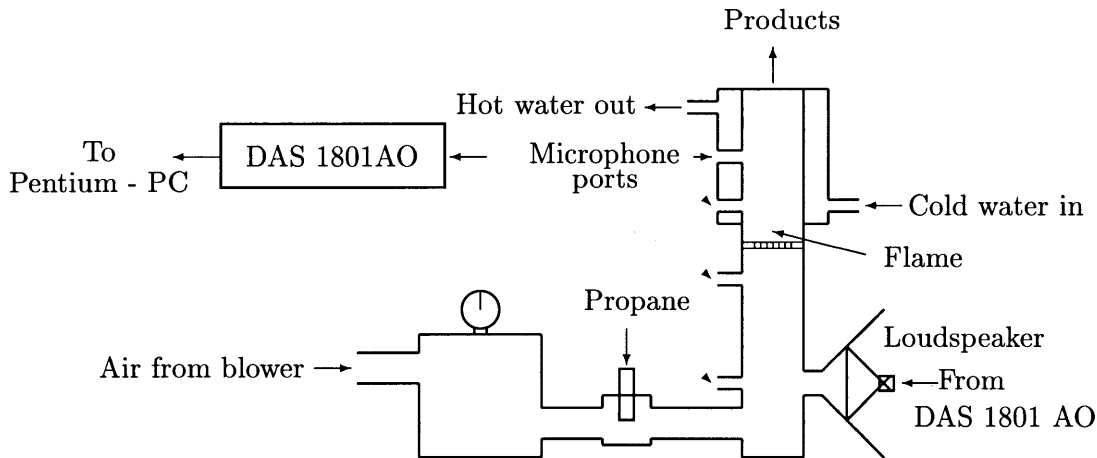 Products
Hot water out
To
Pentium - PC
DAS 1801AO
Microphone
ports
Cold water in
Flame
Propane
Air from blower
Loudspeaker
From
DAS 1801 AO